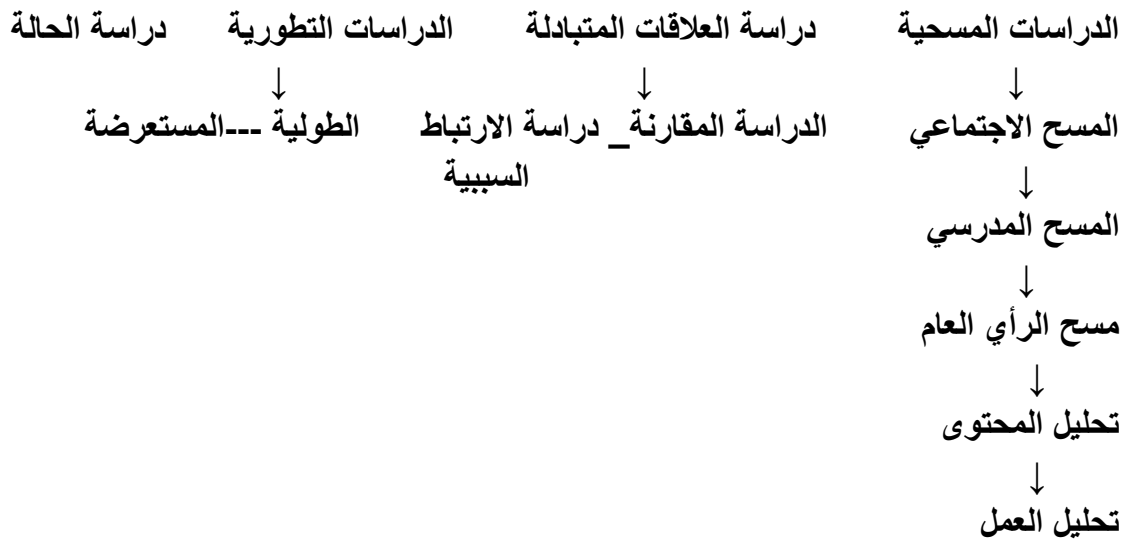 الدراسات المسحية دراسة العلاقات المتبادلة الدراسات التطورية دراسة الحالة
↓ ↓ ↓
المسح الاجتماعي الدراسة المقارنة_ دراسة الارتباط الطولية ---المستعرضة
↓ السببية
المسح المدرسي
↓
مسح الرأي العام
↓
تحليل المحتوى
↓
تحليل العمل